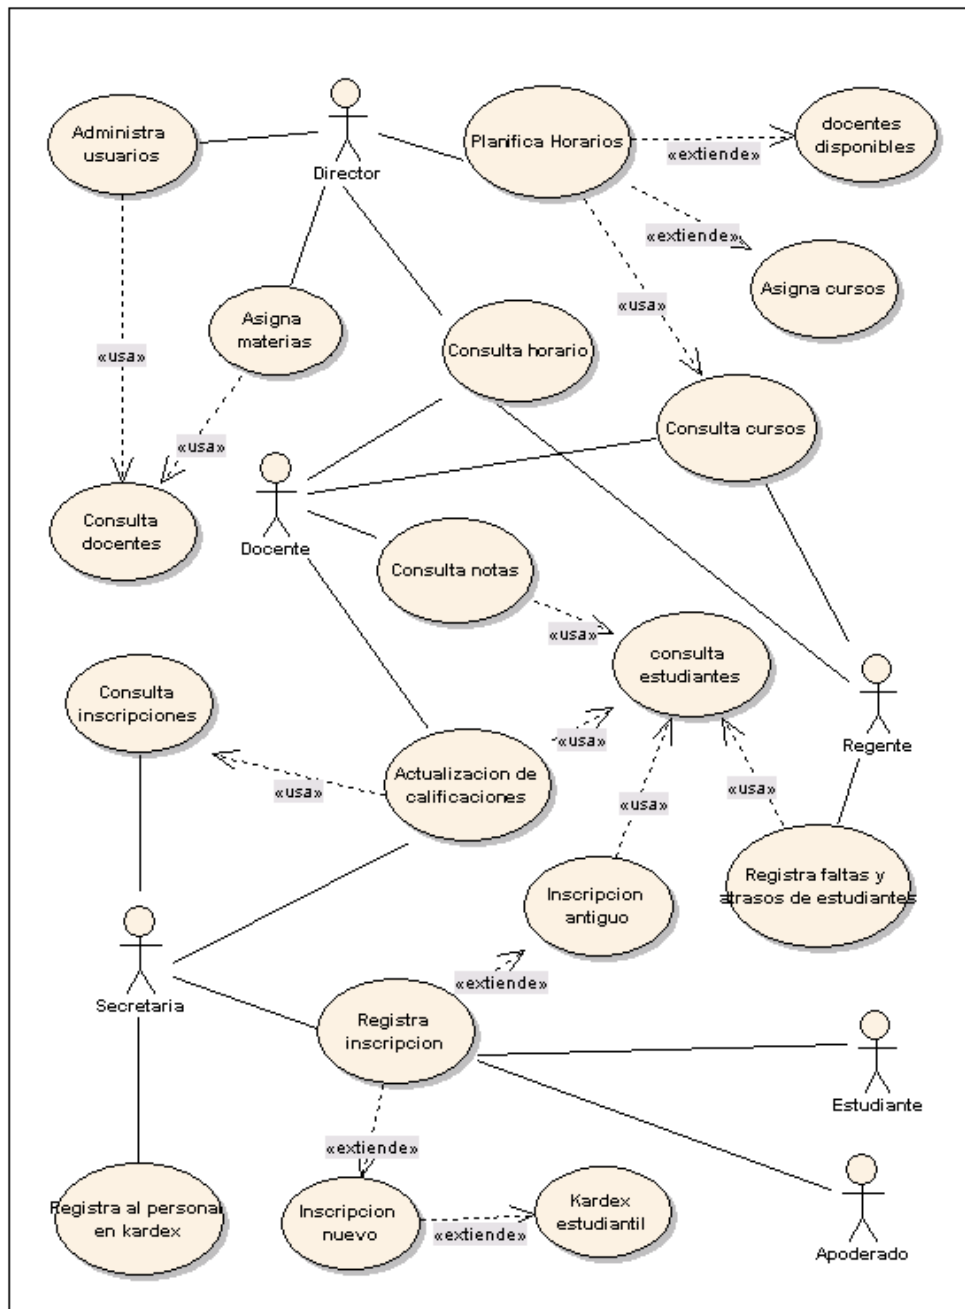 Administra
usuarios
Director
Planifica Horarios
«extiende»
docentes
disponibles
«extiende»
Asigna cursos
Asigna
materias
«usa»
Consulta horario
«usa»
Consulta cursos
«usa»
Consulta
docentes
Docente
Consulta notas
«usa»
consulta
estudiantes
Consulta
inscripciones
Regente
«usa»
«usa»
Actualizacion de
calificaciones
«usa»
«usa»
Inscripcion
antiguo
Registra faltas y
atrasos de estudiantes
Secretaria
«extiende»
Registra
inscripcion
Estudiante
«extiende»
Registra al personal
en kardex
Inscripcion
nuevo
«extiende»
Kardex
estudiantil
Apoderado